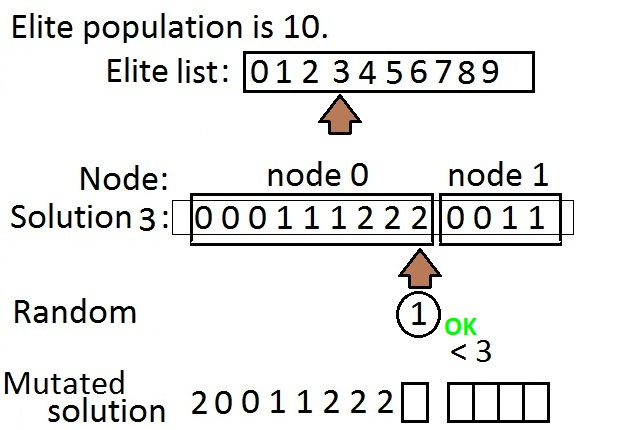 Elite population is 10.
Elite list: 0 1 2 3 4 5 6 7 8 9
Node: node 0 node 1
Solution 3: 0 0 0 1 1 1 2 2 2 0 0 1 1
Random 1 OK
< 3
Mutated
solution 2 0 0 1 1 2 2 2